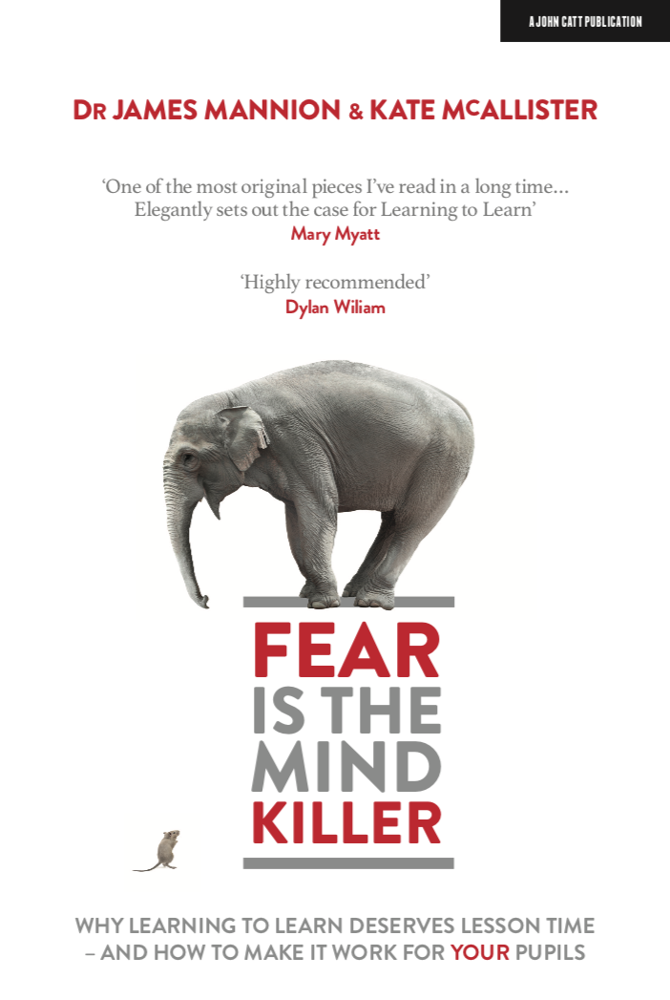 A JOHN CATT PUBLICATION
DR JAMES MANNION & KATE MCALLISTER
‘One of the most original pieces I’ve read in a long time...
Elegantly sets out the case for Learning to Learn’
Mary Myatt
‘Highly recommended’
Dylan Wiliam
FEAR
IS THE
MIND
KILLER
WHY LEARNING TO LEARN DESERVES LESSON TIME
– AND HOW TO MAKE IT WORK FOR YOUR PUPILS